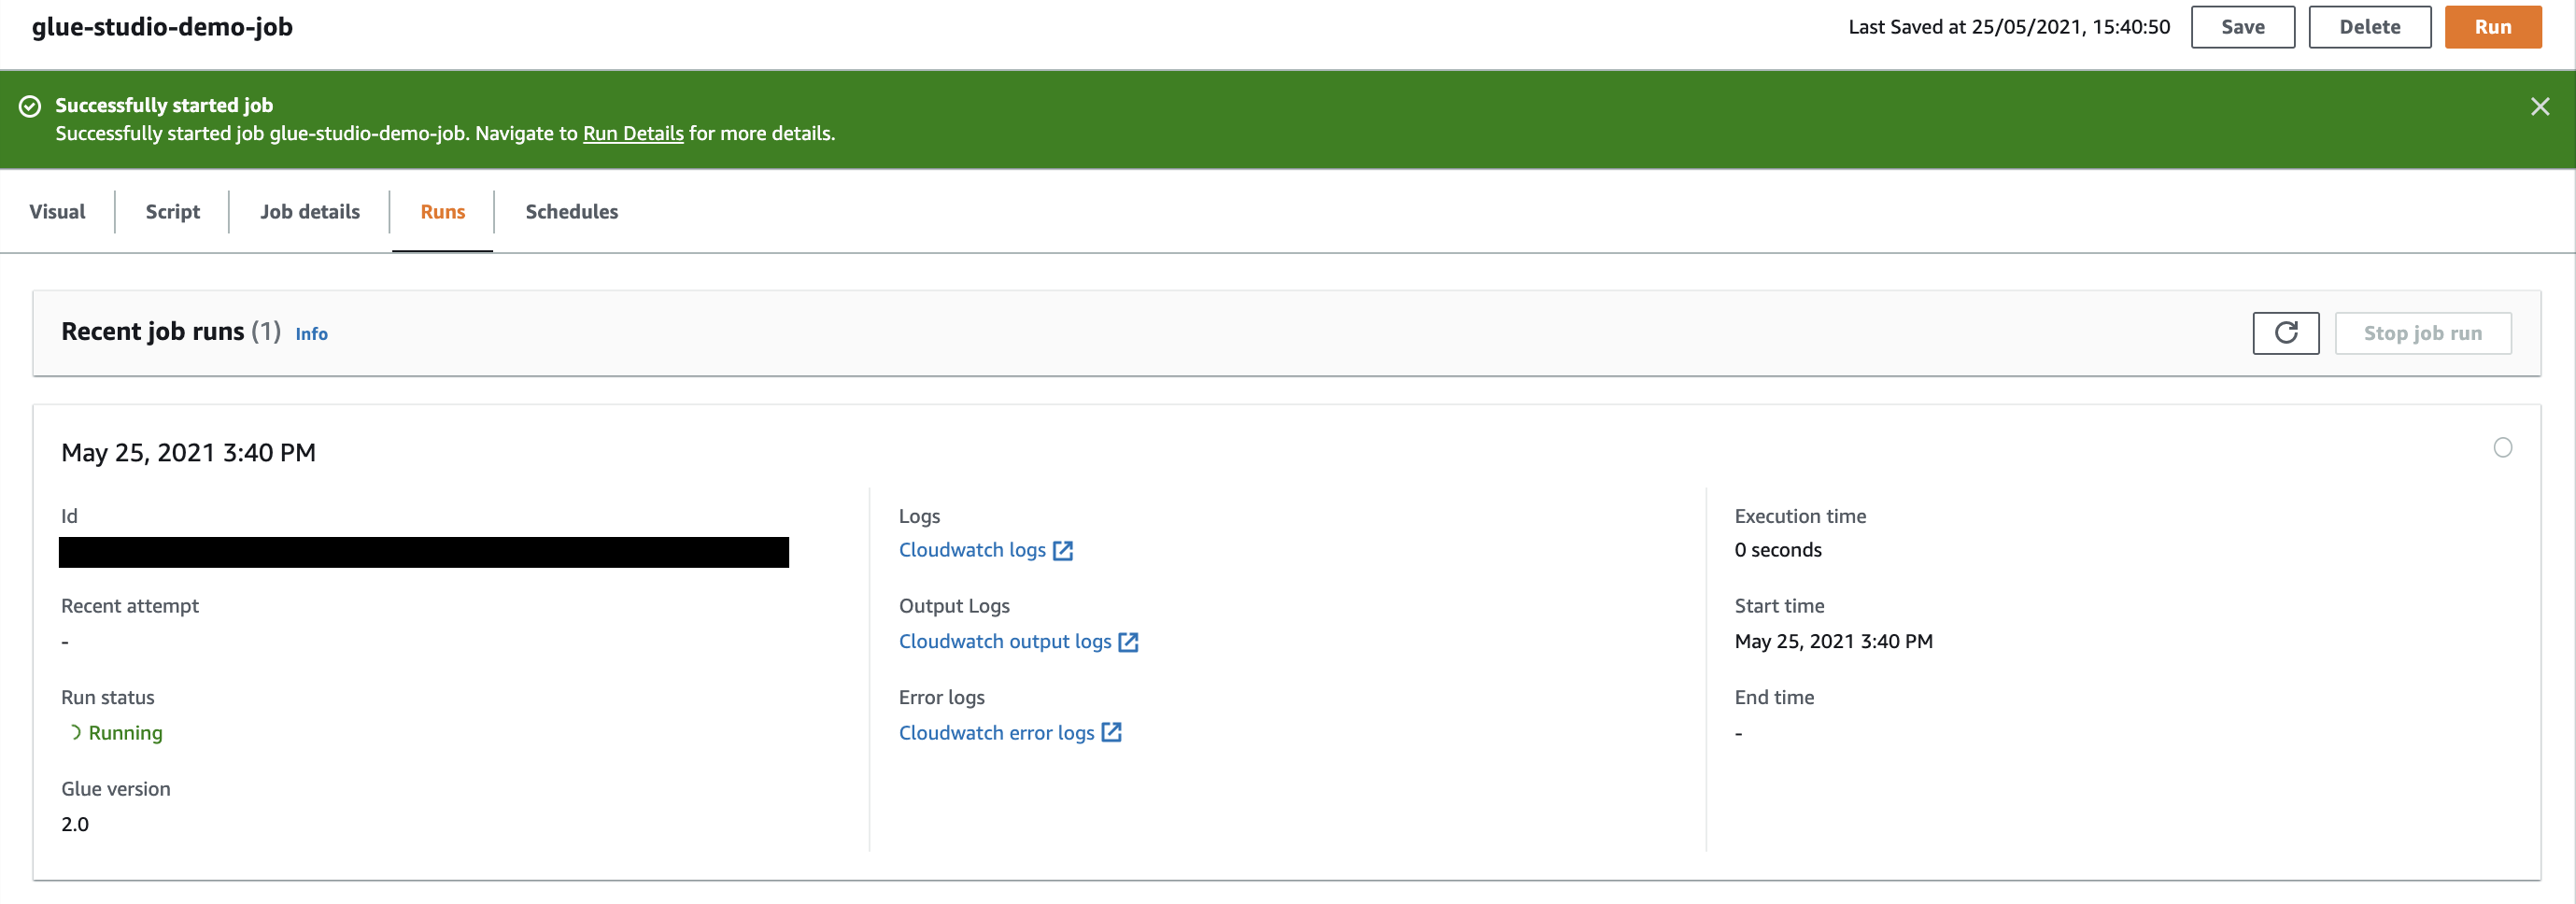 glue-studio-demo-job
Last Saved at 25/05/2021, 15:40:50
Save
Delete
Run
Successfully started job
Successfully started job glue-studio-demo-job. Navigate to Run Details for more details.
Visual
Script
Job details
Runs
Schedules
Recent job runs (1) Info
Stop job run
May 25, 2021 3:40 PM
Id
Recent attempt
-
Run status
Running
Glue version
2.0
Logs
Cloudwatch logs
Output Logs
Cloudwatch output logs
Error logs
Cloudwatch error logs
Execution time
0 seconds
Start time
May 25, 2021 3:40 PM
End time
-